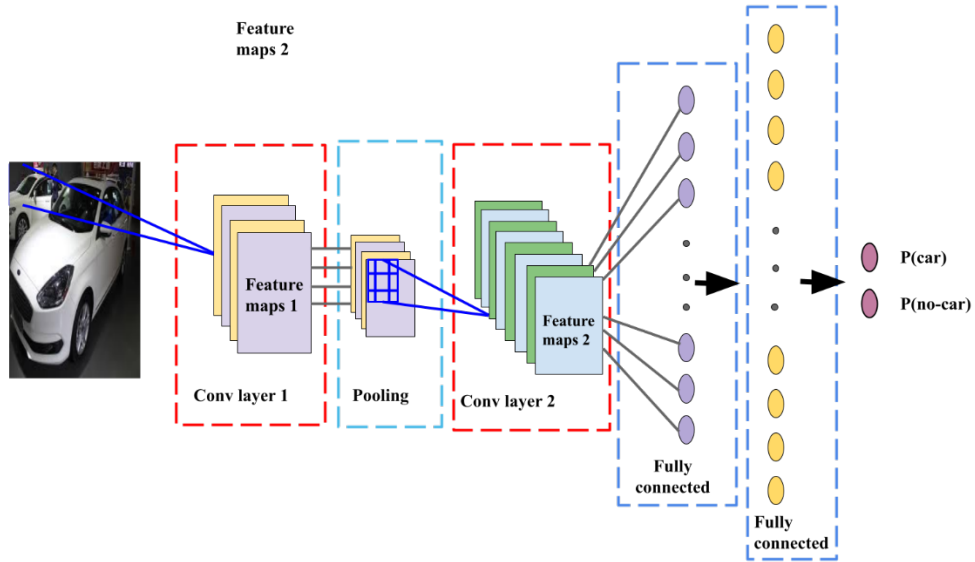 Feature
maps 2
Feature
maps 1
Conv layer 1
Pooling
Feature
maps 2
Conv layer 2
Fully
connected
Fully
connected
P(car)
P(no-car)